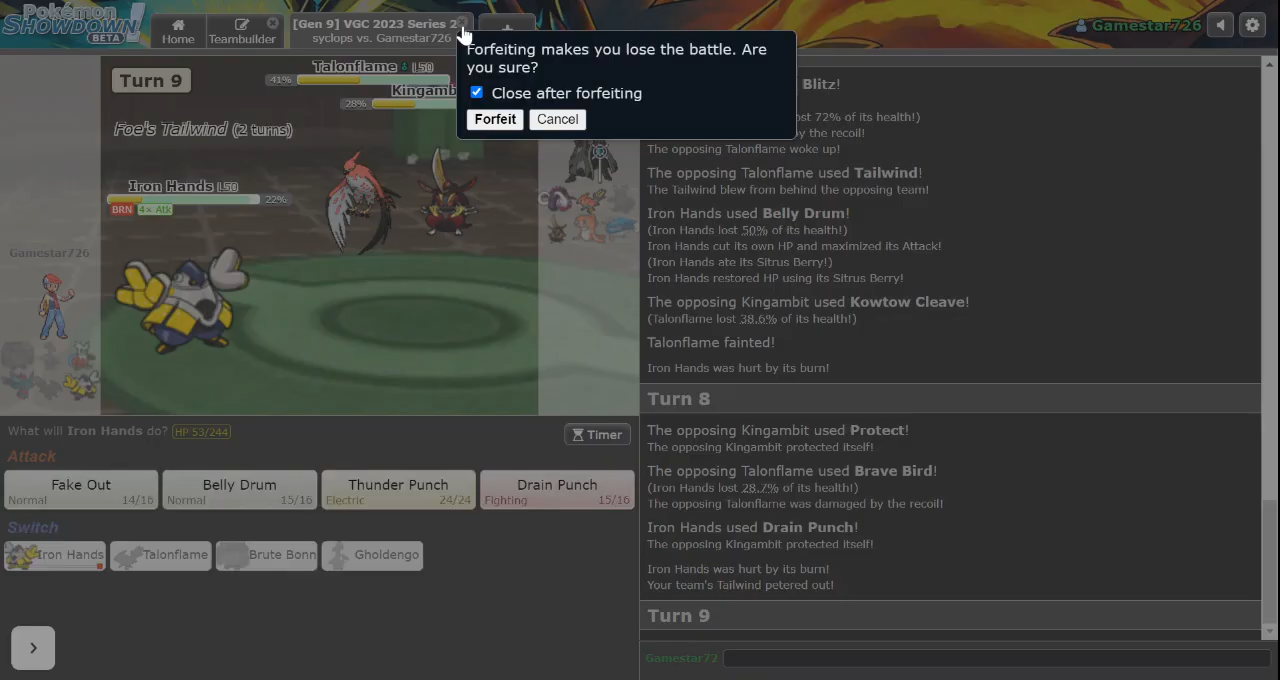 Pokémon
SHOWDOWN!
BETA
Home
Teambuilder
[Gen 9] VGC 2023 Series 2
syclops vs. Gamestar726
+
Gamestar726
Forfeiting makes you lose the battle. Are
you sure?
Close after forfeiting
Forfeit Cancel
Turn 9
Talonflame L50
41%
Kingamb
28%
Foe's Tailwind (2 turns)
Iron Hands L50
22%
BRN 4× Atk
Gamestar726
What will Iron Hands do? HP 53/244
Timer
Attack
Fake Out
Normal 14/16
Belly Drum
Normal 15/16
Thunder Punch
Electric 24/24
Drain Punch
Fighting 15/16
Switch
Iron Hands
Talonflame
Brute Bonn
Gholdengo
Blitz!
ost 72% of its health!)
by the recoil!
The opposing Talonflame woke up!
The opposing Talonflame used Tailwind!
The Tailwind blew from behind the opposing team!
Iron Hands used Belly Drum!
(Iron Hands lost 50% of its health!)
Iron Hands cut its own HP and maximized its Attack!
(Iron Hands ate its Sitrus Berry!)
Iron Hands restored HP using its Sitrus Berry!
The opposing Kingambit used Kowtow Cleave!
(Talonflame lost 38.6% of its health!)
Talonflame fainted!
Iron Hands was hurt by its burn!
Turn 8
The opposing Kingambit used Protect!
The opposing Kingambit protected itself!
The opposing Talonflame used Brave Bird!
(Iron Hands lost 28.7% of its health!)
The opposing Talonflame was damaged by the recoil!
Iron Hands used Drain Punch!
The opposing Kingambit protected itself!
Iron Hands was hurt by its burn!
Your team's Tailwind petered out!
Turn 9
Gamestar72